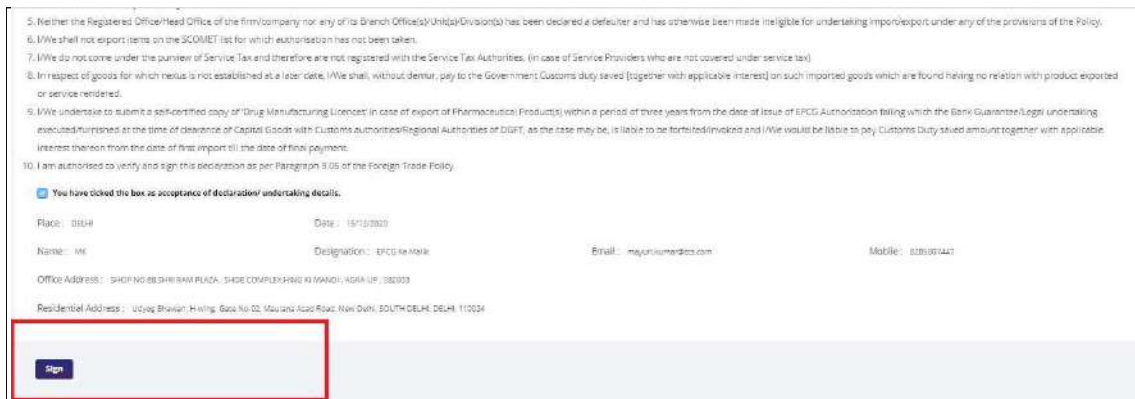 5. Neither the Registered Office/Head Office of the firm/company nor any of its Branch Office(s)/Unit(s)/Division(s) has been declared a defaulter and has otherwise been made ineligible for undertaking import/export under any of the provisions of the Policy.
6. I/We shall not export items on the SCOMET list for which authorisation has not been taken.
7. I/We do not come under the purview of Service Tax and therefore are not registered with the Service Tax Authorities. (in case of Service Providers who are not covered under service tax)
8. In respect of goods for which nexus is not established at a later date, I/We shall, without demur, pay to the Government Customs duty saved [together with applicable interest] on such imported goods which are found having no relation with product exported
or service rendered.
9. I/We undertake to submit a self-certified copy of 'Drug Manufacturing Licences' in case of export of Pharmaceutical Product(s) within a period of three years from the date of issue of EPCG Authorization failing which the Bank Guarantee/Legal undertaking
executed/furnished at the time of clearance of Capital Goods with Customs authorities/Regional Authorities of DGFT, as the case may be, is liable to be forfeited/invoked and I/We would be liable to pay Customs Duty saved amount together with applicable
interest thereon from the date of first import till the date of final payment.
10. I am authorised to verify and sign this declaration as per Paragraph 9.06 of the Foreign Trade Policy.
You have ticked the box as acceptance of declaration/ undertaking details.
Place : DELHI Date :
Name : MK Designation : EPCG Ke Malik Email : Mobile :
Office Address : SHOP NO 8B SHRI RAM PLAZA, SHOE COMPLEX HING KI MANDI, AGRA UP, 282003
Residential Address : Udyog Bhawan, H-wing, Gate No-02, Maulana Azad Road, New Delhi, SOUTH DELHI, DELHI, 110034
Sign